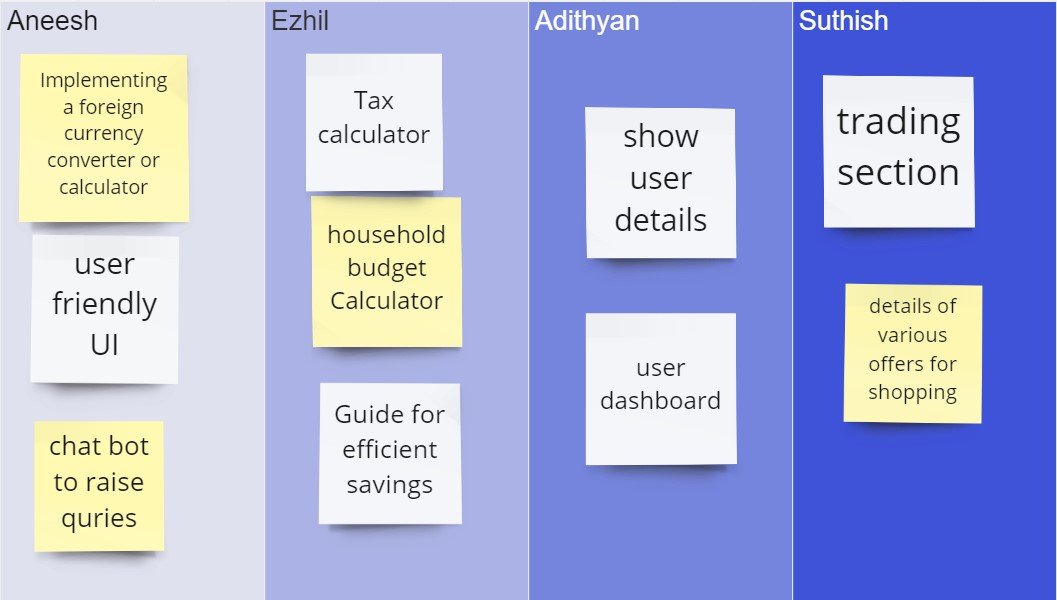 Aneesh
Implementing
a foreign
currency
converter or
calculator
user
friendly
UI
chat bot
to raise
quries
Ezhil
Tax
calculator
household
budget
Calculator
Guide for
efficient
savings
Adithyan
show
user
details
user
dashboard
Suthish
trading
section
details of
various
offers for
shopping